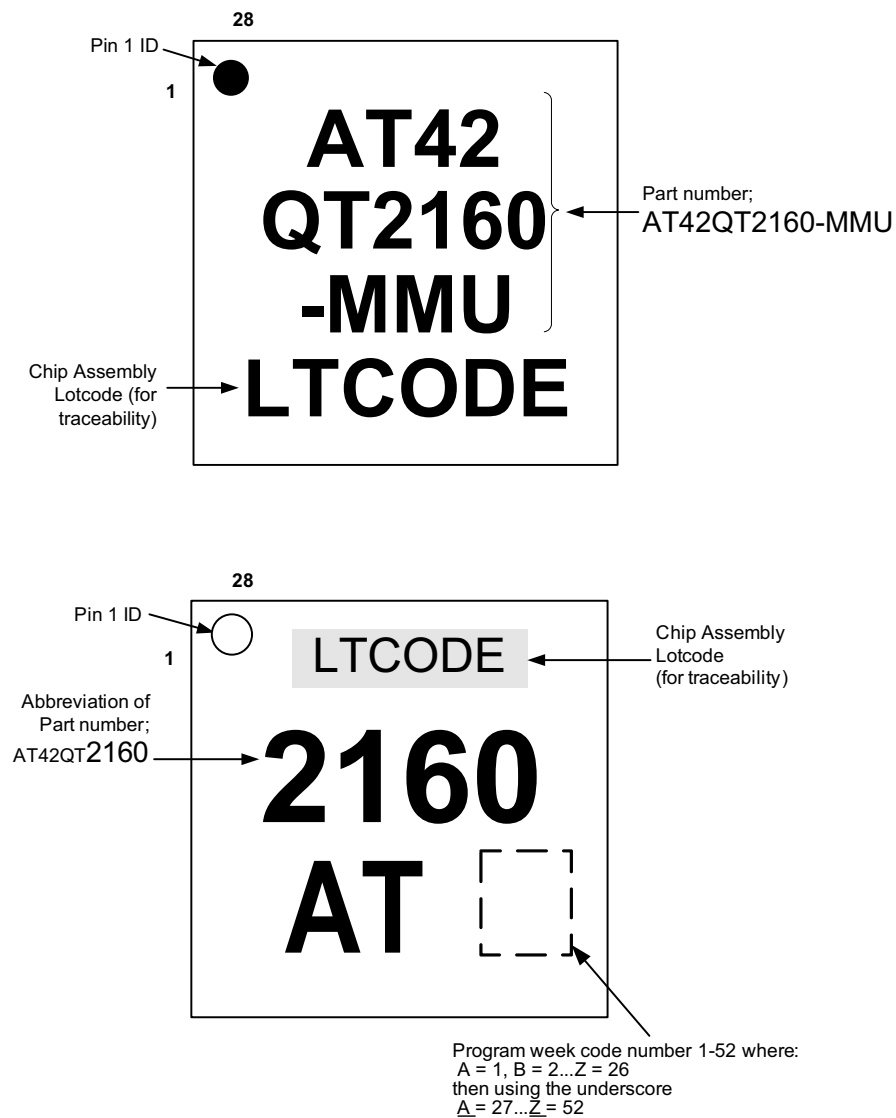 28
Pin 1 ID
1
AT42
QT2160
-MMU
LTCODE
Part number;
AT42QT2160-MMU
Chip Assembly
Lotcode (for
traceability)
28
Pin 1 ID
1
LTCODE
Chip Assembly
Lotcode
(for traceability)
Abbreviation of
Part number;
AT42QT2160
2160
AT
Program week code number 1-52 where:
A = 1, B = 2...Z = 26
then using the underscore
A = 27...Z = 52